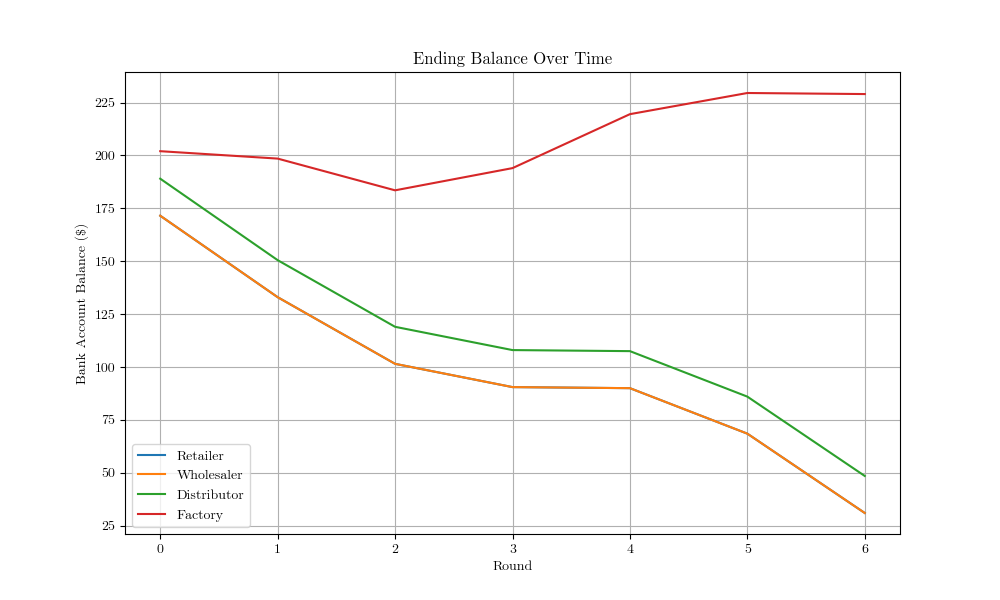 Ending Balance Over Time
Bank Account Balance ($)
225
200
175
150
125
100
75
50
25
Retailer
Wholesaler
Distributor
Factory
0 1 2 3 4 5 6
Round